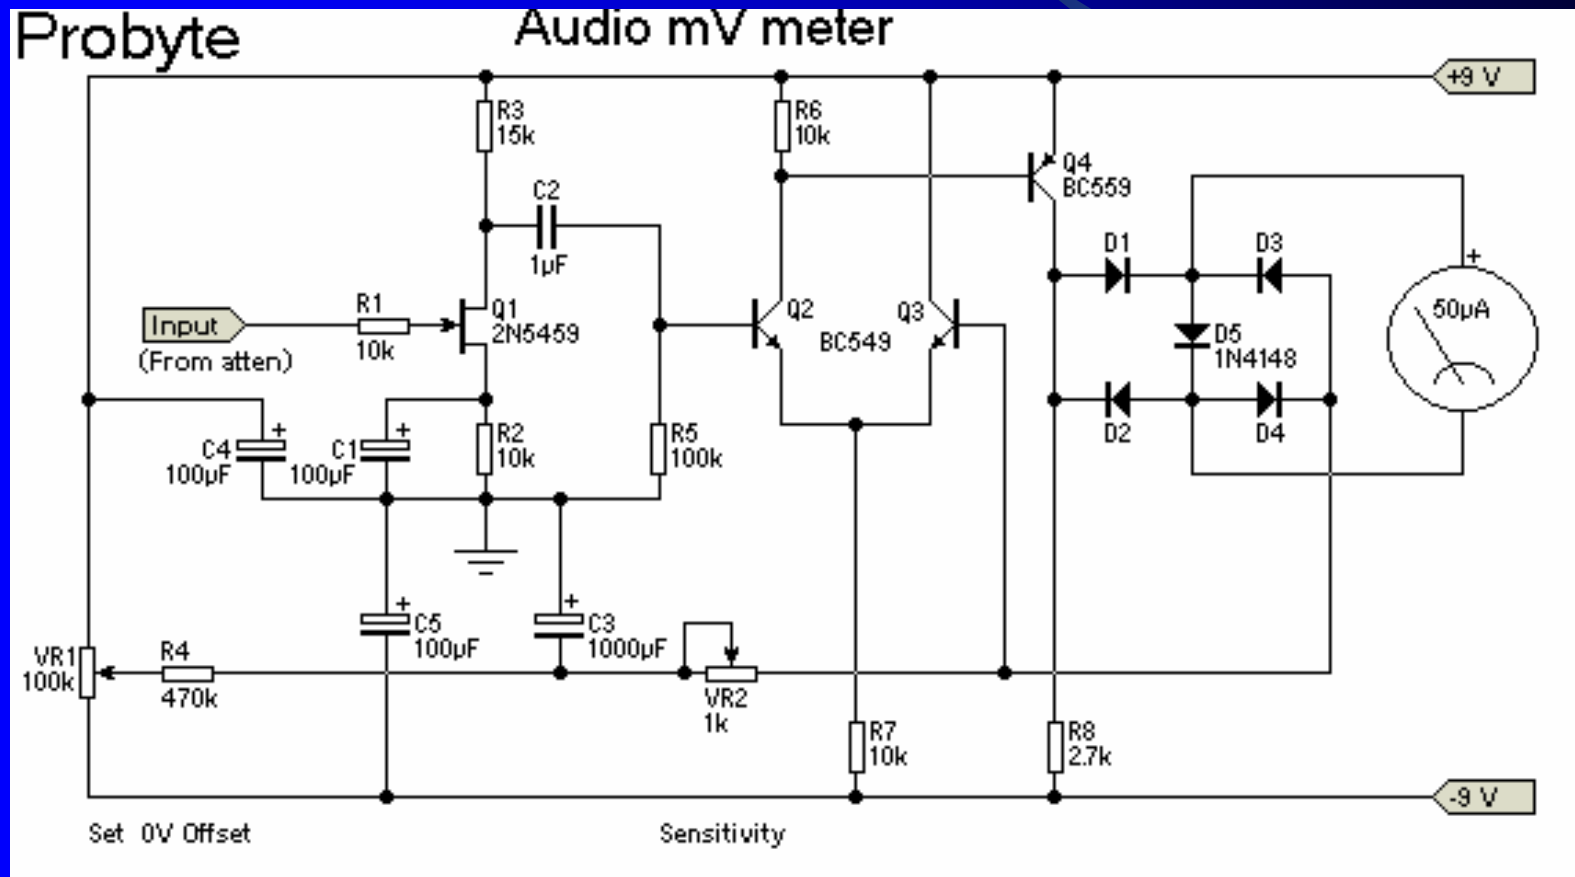 Probyte
Audio mV meter
+9 V
R3
15k
R6
10k
C2
1µF
Q4
BC559
D1
D3
+
50µA
Input
(From atten)
R1
10k
Q1
2N5459
Q2
Q3
BC549
D5
1N4148
+
C4
100µF
+
C1
100µF
R2
10k
R5
100k
D2
D4
+
C5
100µF
+
C3
1000µF
VR1
100k
R4
470k
VR2
1k
R7
10k
R8
2.7k
-9 V
Set 0V Offset
Sensitivity